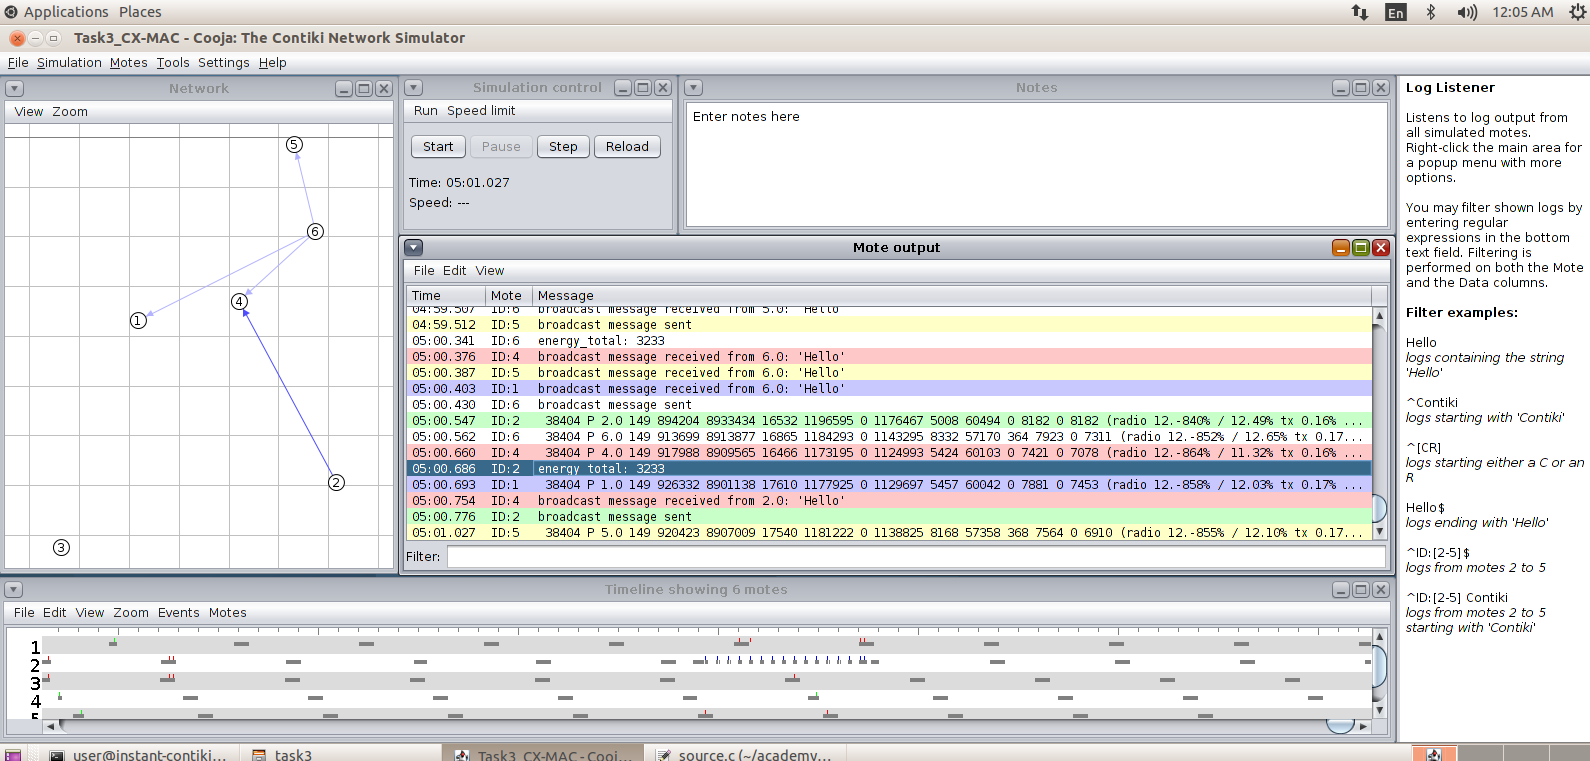 Applications Places
En 12:05 AM
Task3_CX-MAC - Cooja: The Contiki Network Simulator
File Simulation Motes Tools Settings Help
Network
View Zoom
5
6
4
1
2
3
Simulation control
Run Speed limit
Start Pause Step Reload
Time: 05:01.027
Speed: ---
Notes
Enter notes here
Mote output
File Edit View
Time Mote Message
04:59.507 ID:6 broadcast message received from 5.0: 'Hello'
04:59.512 ID:5 broadcast message sent
05:00.341 ID:6 energy_total: 3233
05:00.376 ID:4 broadcast message received from 6.0: 'Hello'
05:00.387 ID:5 broadcast message received from 6.0: 'Hello'
05:00.403 ID:1 broadcast message received from 6.0: 'Hello'
05:00.430 ID:6 broadcast message sent
05:00.547 ID:2 38404 P 2.0 149 894204 8933434 16532 1196595 0 1176467 5008 60494 0 8182 0 8182 (radio 12.-840% / 12.49% tx 0.16% ...
05:00.562 ID:6 38404 P 6.0 149 913699 8913877 16865 1184293 0 1143295 8332 57170 364 7923 0 7311 (radio 12.-852% / 12.65% tx 0.17...
05:00.660 ID:4 38404 P 4.0 149 917988 8909565 16466 1173195 0 1124993 5424 60103 0 7421 0 7078 (radio 12.-864% / 11.32% tx 0.16% ...
05:00.686 ID:2 energy_total: 3233
05:00.693 ID:1 38404 P 1.0 149 926332 8901138 17610 1177925 0 1129697 5457 60042 0 7881 0 7453 (radio 12.-858% / 12.03% tx 0.17% ...
05:00.754 ID:4 broadcast message received from 2.0: 'Hello'
05:00.776 ID:2 broadcast message sent
05:01.027 ID:5 38404 P 5.0 149 920423 8907009 17540 1181222 0 1138825 8168 57358 368 7564 0 6910 (radio 12.-855% / 12.10% tx 0.17...
Filter:
Timeline showing 6 motes
File Edit View Zoom Events Motes
1
2
3
4
5
Log Listener
Listens to log output from
all simulated motes.
Right-click the main area for
a popup menu with more
options.
You may filter shown logs by
entering regular
expressions in the bottom
text field. Filtering is
performed on both the Mote
and the Data columns.
Filter examples:
Hello
logs containing the string
'Hello'
^Contiki
logs starting with 'Contiki'
^[CR]
logs starting either a C or an
R
Hello$
logs ending with 'Hello'
^ID:[2-5]$
logs from motes 2 to 5
^ID:[2-5] Contiki
logs from motes 2 to 5
starting with 'Contiki'
user@instant-contiki... task3 Task3_CX-MAC - Cooj... source.c (~/academy...